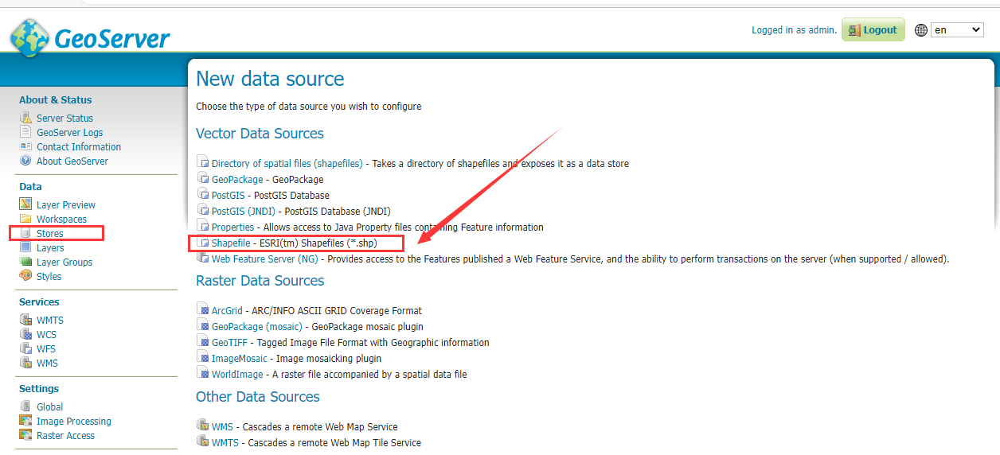 GeoServer
Logged in as admin.
Logout
en
About & Status
Server Status
GeoServer Logs
Contact Information
About GeoServer
Data
Layer Preview
Workspaces
Stores
Layers
Layer Groups
Styles
Services
WMTS
WCS
WFS
WMS
Settings
Global
Image Processing
Raster Access
New data source
Choose the type of data source you wish to configure
Vector Data Sources
Directory of spatial files (shapefiles) - Takes a directory of shapefiles and exposes it as a data store
GeoPackage - GeoPackage
PostGIS - PostGIS Database
PostGIS (JNDI) - PostGIS Database (JNDI)
Properties - Allows access to Java Property files containing Feature information
Shapefile - ESRI(tm) Shapefiles (*.shp)
Web Feature Server (NG) - Provides access to the Features published a Web Feature Service, and the ability to perform transactions on the server (when supported / allowed).
Raster Data Sources
ArcGrid - ARC/INFO ASCII GRID Coverage Format
GeoPackage (mosaic) - GeoPackage mosaic plugin
GeoTIFF - Tagged Image File Format with Geographic information
ImageMosaic - Image mosaicking plugin
WorldImage - A raster file accompanied by a spatial data file
Other Data Sources
WMS - Cascades a remote Web Map Service
WMTS - Cascades a remote Web Map Tile Service